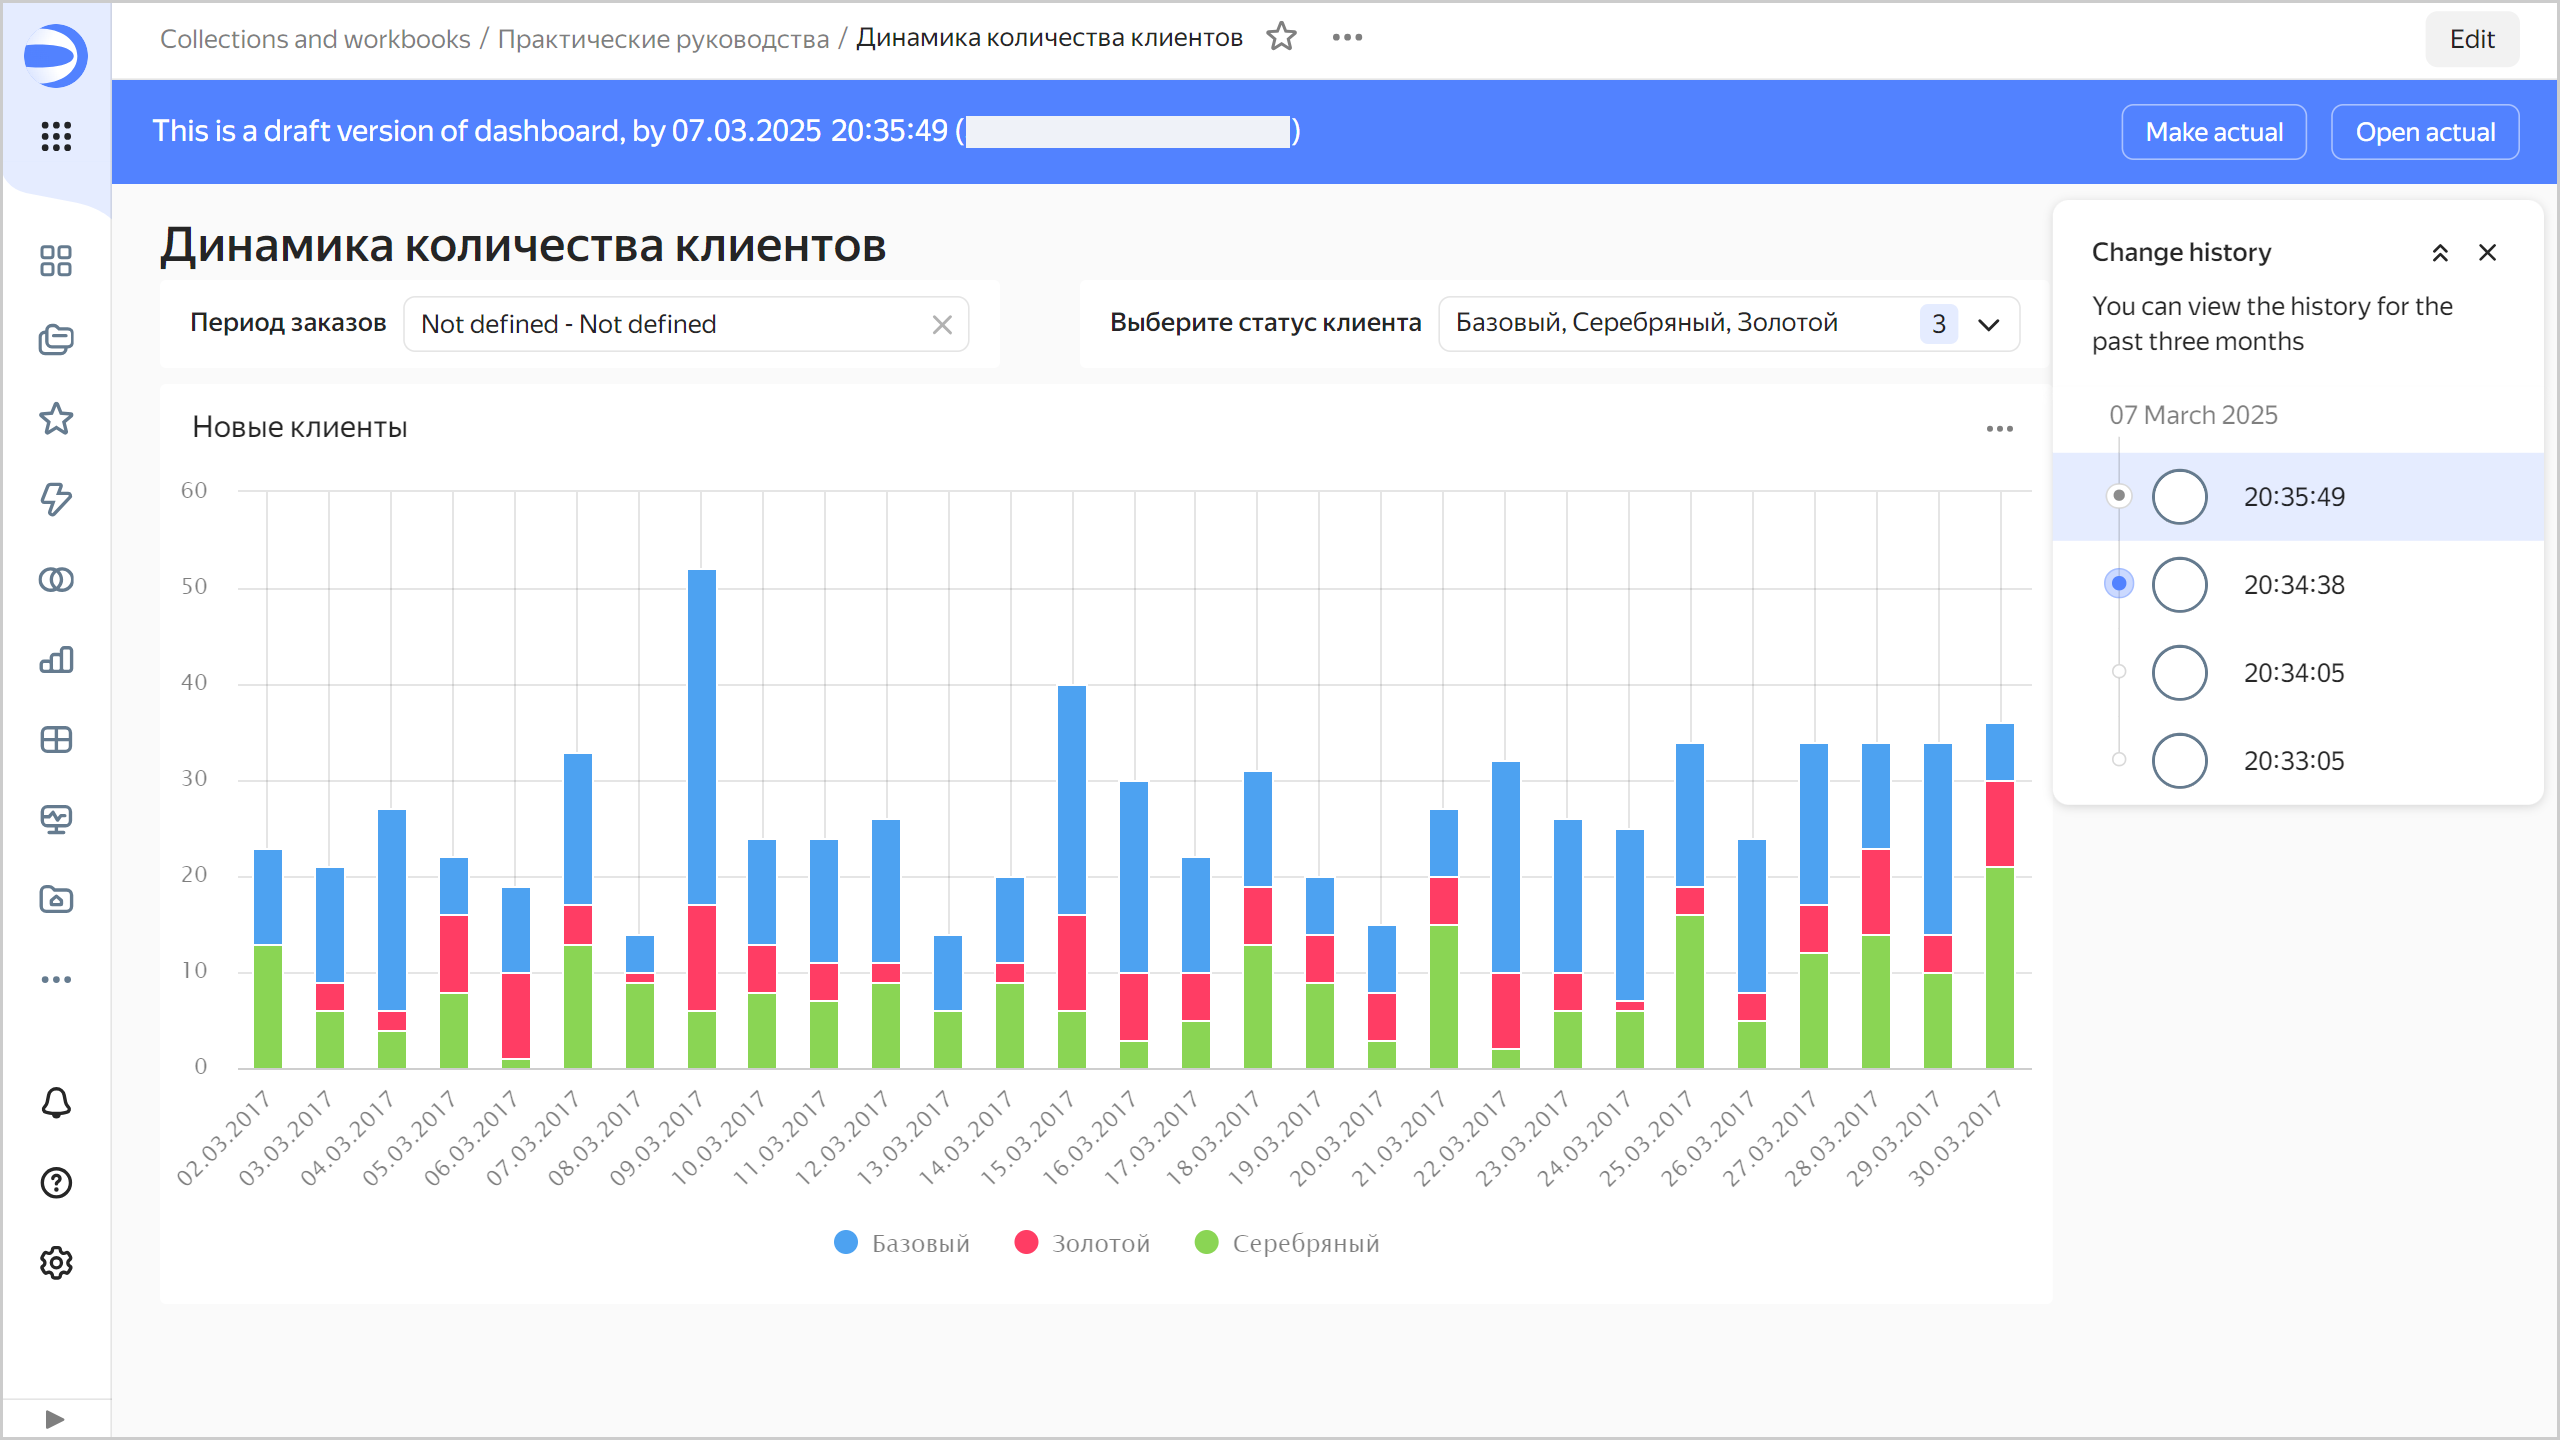 Collections and workbooks / Практические руководства / Динамика количества клиентов
Edit
This is a draft version of dashboard, by 07.03.2025 20:35:49 ( )
Make actual
Open actual
Динамика количества клиентов
Период заказов
Not defined - Not defined
Выберите статус клиента
Базовый, Серебряный, Золотой
3
Новые клиенты
60
50
40
30
20
10
0
02.03.2017
03.03.2017
04.03.2017
05.03.2017
06.03.2017
07.03.2017
08.03.2017
09.03.2017
10.03.2017
11.03.2017
12.03.2017
13.03.2017
14.03.2017
15.03.2017
16.03.2017
17.03.2017
18.03.2017
19.03.2017
20.03.2017
21.03.2017
22.03.2017
23.03.2017
24.03.2017
25.03.2017
26.03.2017
27.03.2017
28.03.2017
29.03.2017
30.03.2017
Базовый
Золотой
Серебряный
Change history
You can view the history for the
past three months
07 March 2025
20:35:49
20:34:38
20:34:05
20:33:05